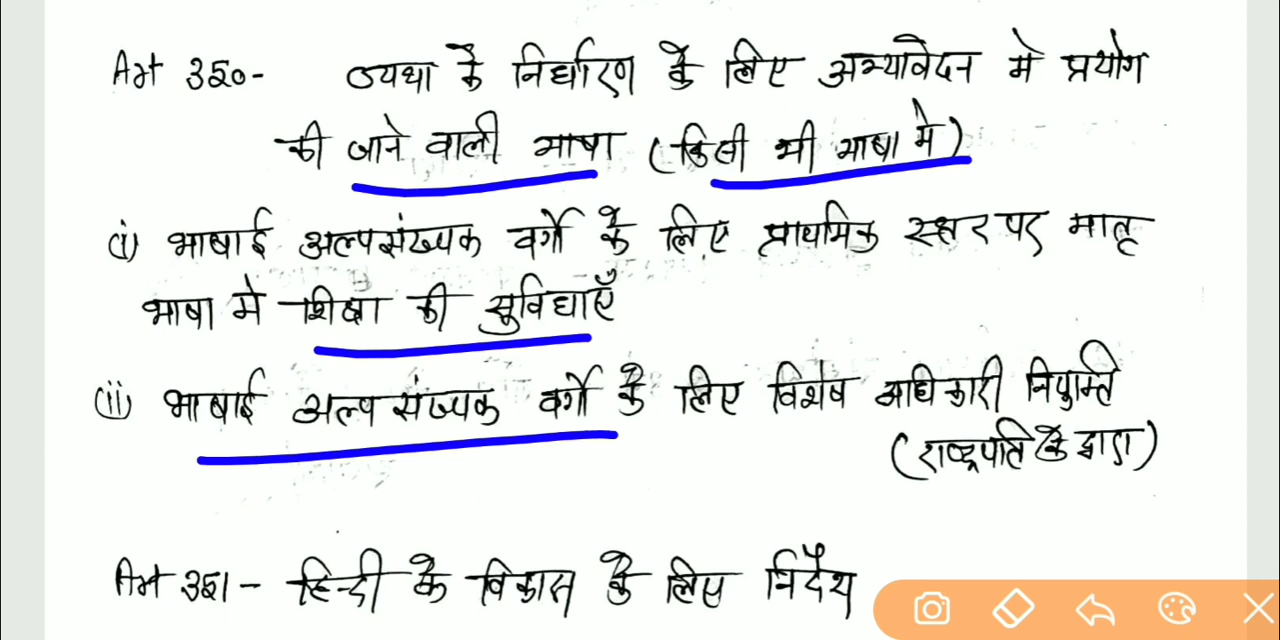 Art 350- व्यथा के निर्धारण के लिए अभ्यावेदन मे प्रयोग
की जाने वाली भाषा (किसी भी भाषा मे)
(i) भाषाई अल्पसंख्यक वर्गो के लिए प्राथमिक स्तर पर मातृ
भाषा मे शिक्षा की सुविधाएँ
(ii) भाषाई अल्पसंख्यक वर्गो के लिए विशेष अधिकारी नियुक्ति
(राष्ट्रपति के द्वारा)
Art 351- हिन्दी के विकास के लिए निर्देश